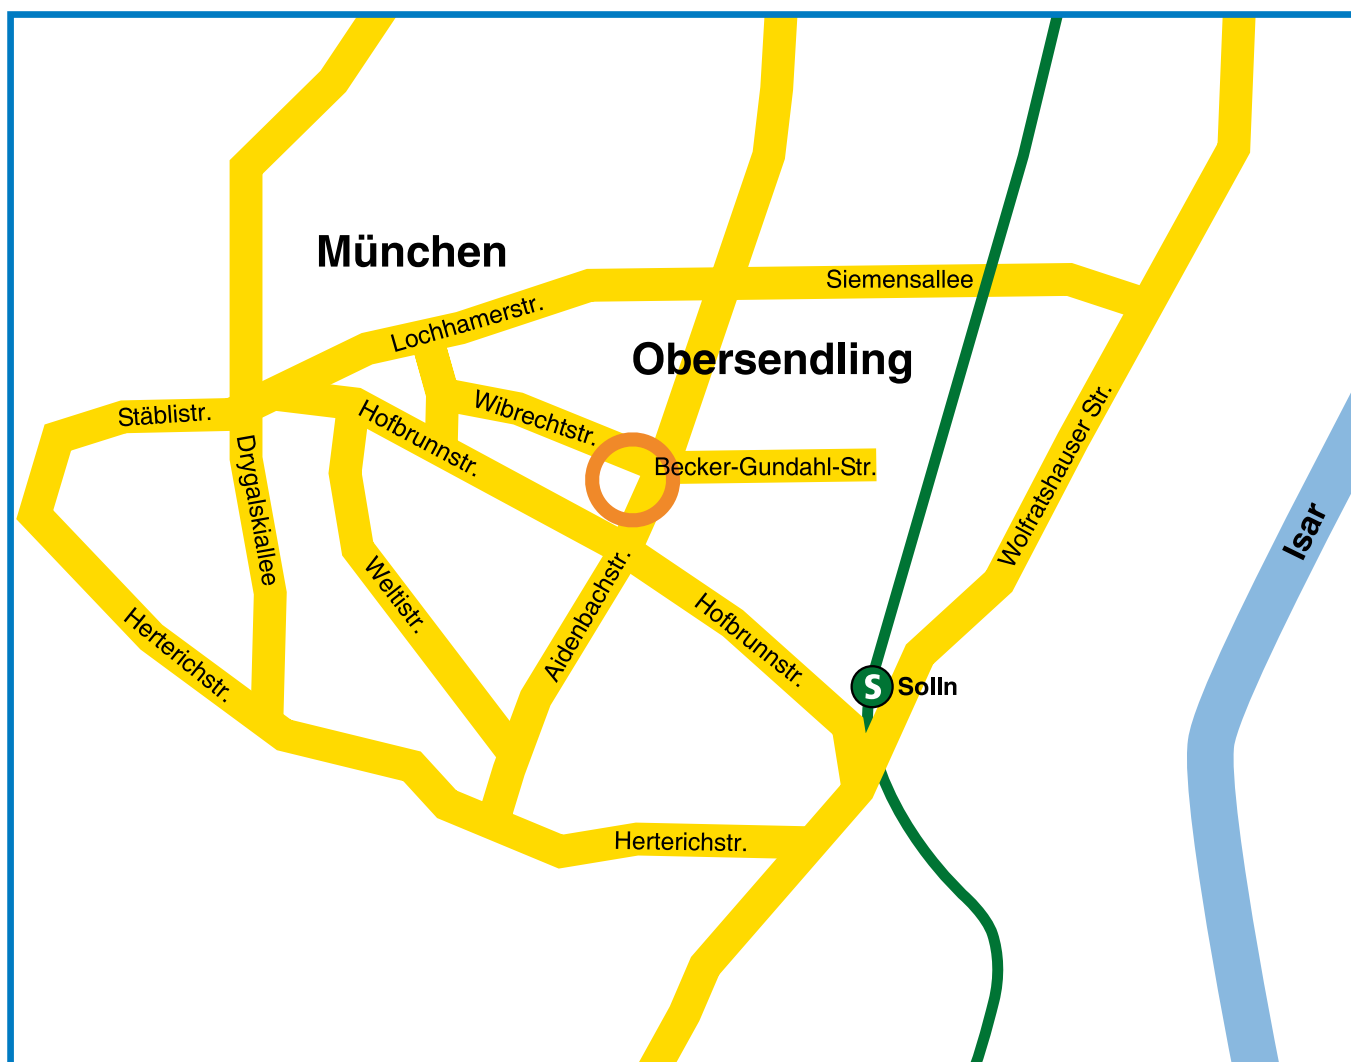 München
Siemensallee
Lochhamerstr.
Obersendling
Stäblistr.
Hofbrunnstr.
Wibrechtstr.
Becker-Gundahl-Str.
Drygalskiallee
Wolfratshauser Str.
Isar
Weltistr.
Aidenbachstr.
Hofbrunnstr.
Herterichstr.
S Solln
Herterichstr.